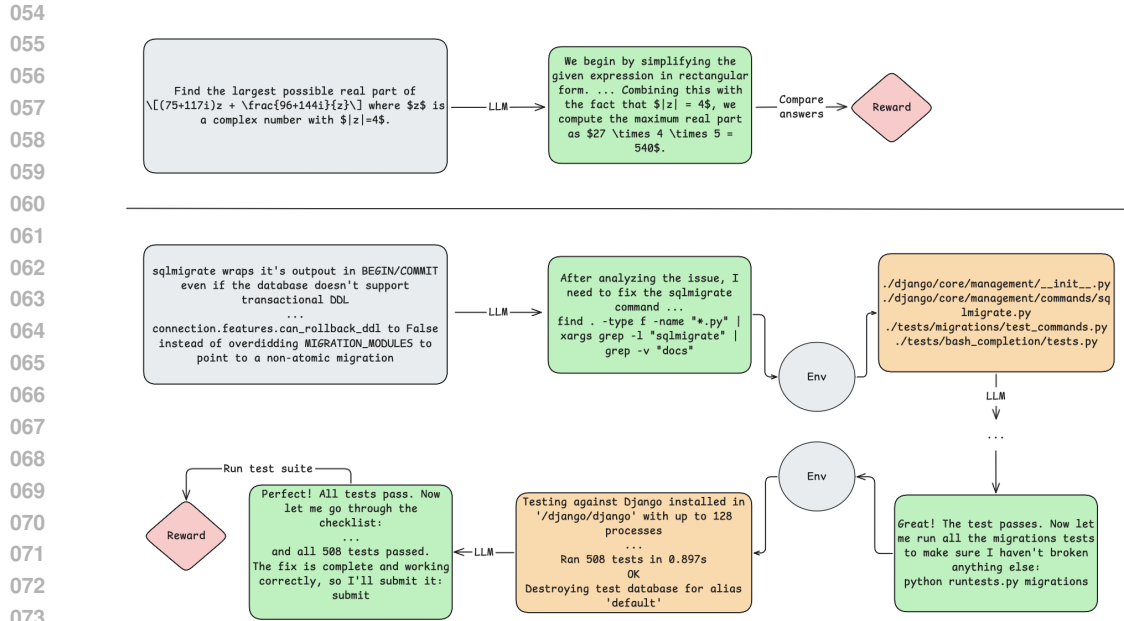 054
055
056
057
058
059
060
061
062
063
064
065
066
067
068
069
070
071
072
073
Find the largest possible real part of
\[(75+117i)z + \frac{96+144i}{z}\] where $z$ is
a complex number with $|z|=4$.
LLM
We begin by simplifying the
given expression in rectangular
form. ... Combining this with
the fact that $|z| = 4$, we
compute the maximum real part
as $27 \times 4 \times 5 =
540$.
Compare
answers
Reward
sqlmigrate wraps it's outpout in BEGIN/COMMIT
even if the database doesn't support
transactional DDL
...
connection.features.can_rollback_ddl to False
instead of overdidding MIGRATION_MODULES to
point to a non-atomic migration
LLM
After analyzing the issue, I
need to fix the sqlmigrate
command ...
find . -type f -name "*.py" |
xargs grep -l "sqlmigrate" |
grep -v "docs"
Env
./django/core/management/__init__.py
./django/core/management/commands/sq
lmigrate.py
./tests/migrations/test_commands.py
./tests/bash_completion/tests.py
LLM
...
Great! The test passes. Now let
me run all the migrations tests
to make sure I haven't broken
anything else:
python runtests.py migrations
Env
Testing against Django installed in
'/django/django' with up to 128
processes
...
Ran 508 tests in 0.897s
OK
Destroying test database for alias
'default'
LLM
Perfect! All tests pass. Now
let me go through the
checklist:
...
and all 508 tests passed.
The fix is complete and working
correctly, so I'll submit it:
submit
Run test suite
Reward